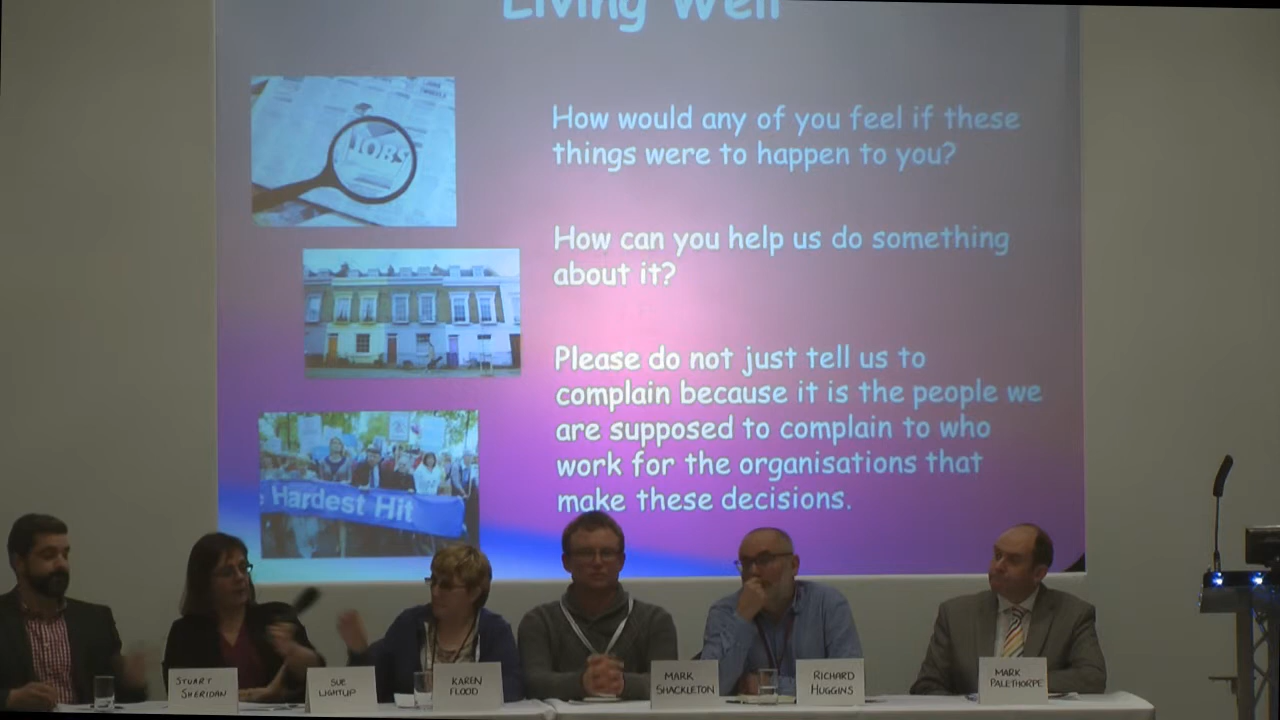 Living Well
How would any of you feel if these
things were to happen to you?
How can you help us do something
about it?
Please do not just tell us to
complain because it is the people we
are supposed to complain to who
work for the organisations that
make these decisions.
JOBS
Hardest Hit
STUART
SHERIDAN
SUE
LIGHTUP
KAREN
FLOOD
MARK
SHACKLETON
RICHARD
HUGGINS
MARK
PALETHORPE